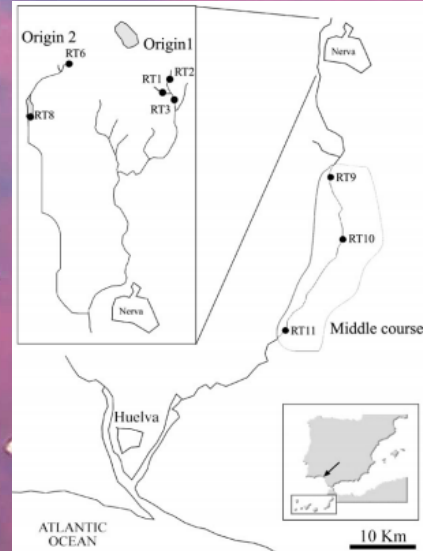 Origin 2
Origin1
RT6
RT2
RT1
RT3
RT8
Nerva
Nerva
RT9
RT10
RT11
Middle course
Huelva
ATLANTIC
OCEAN
10 Km